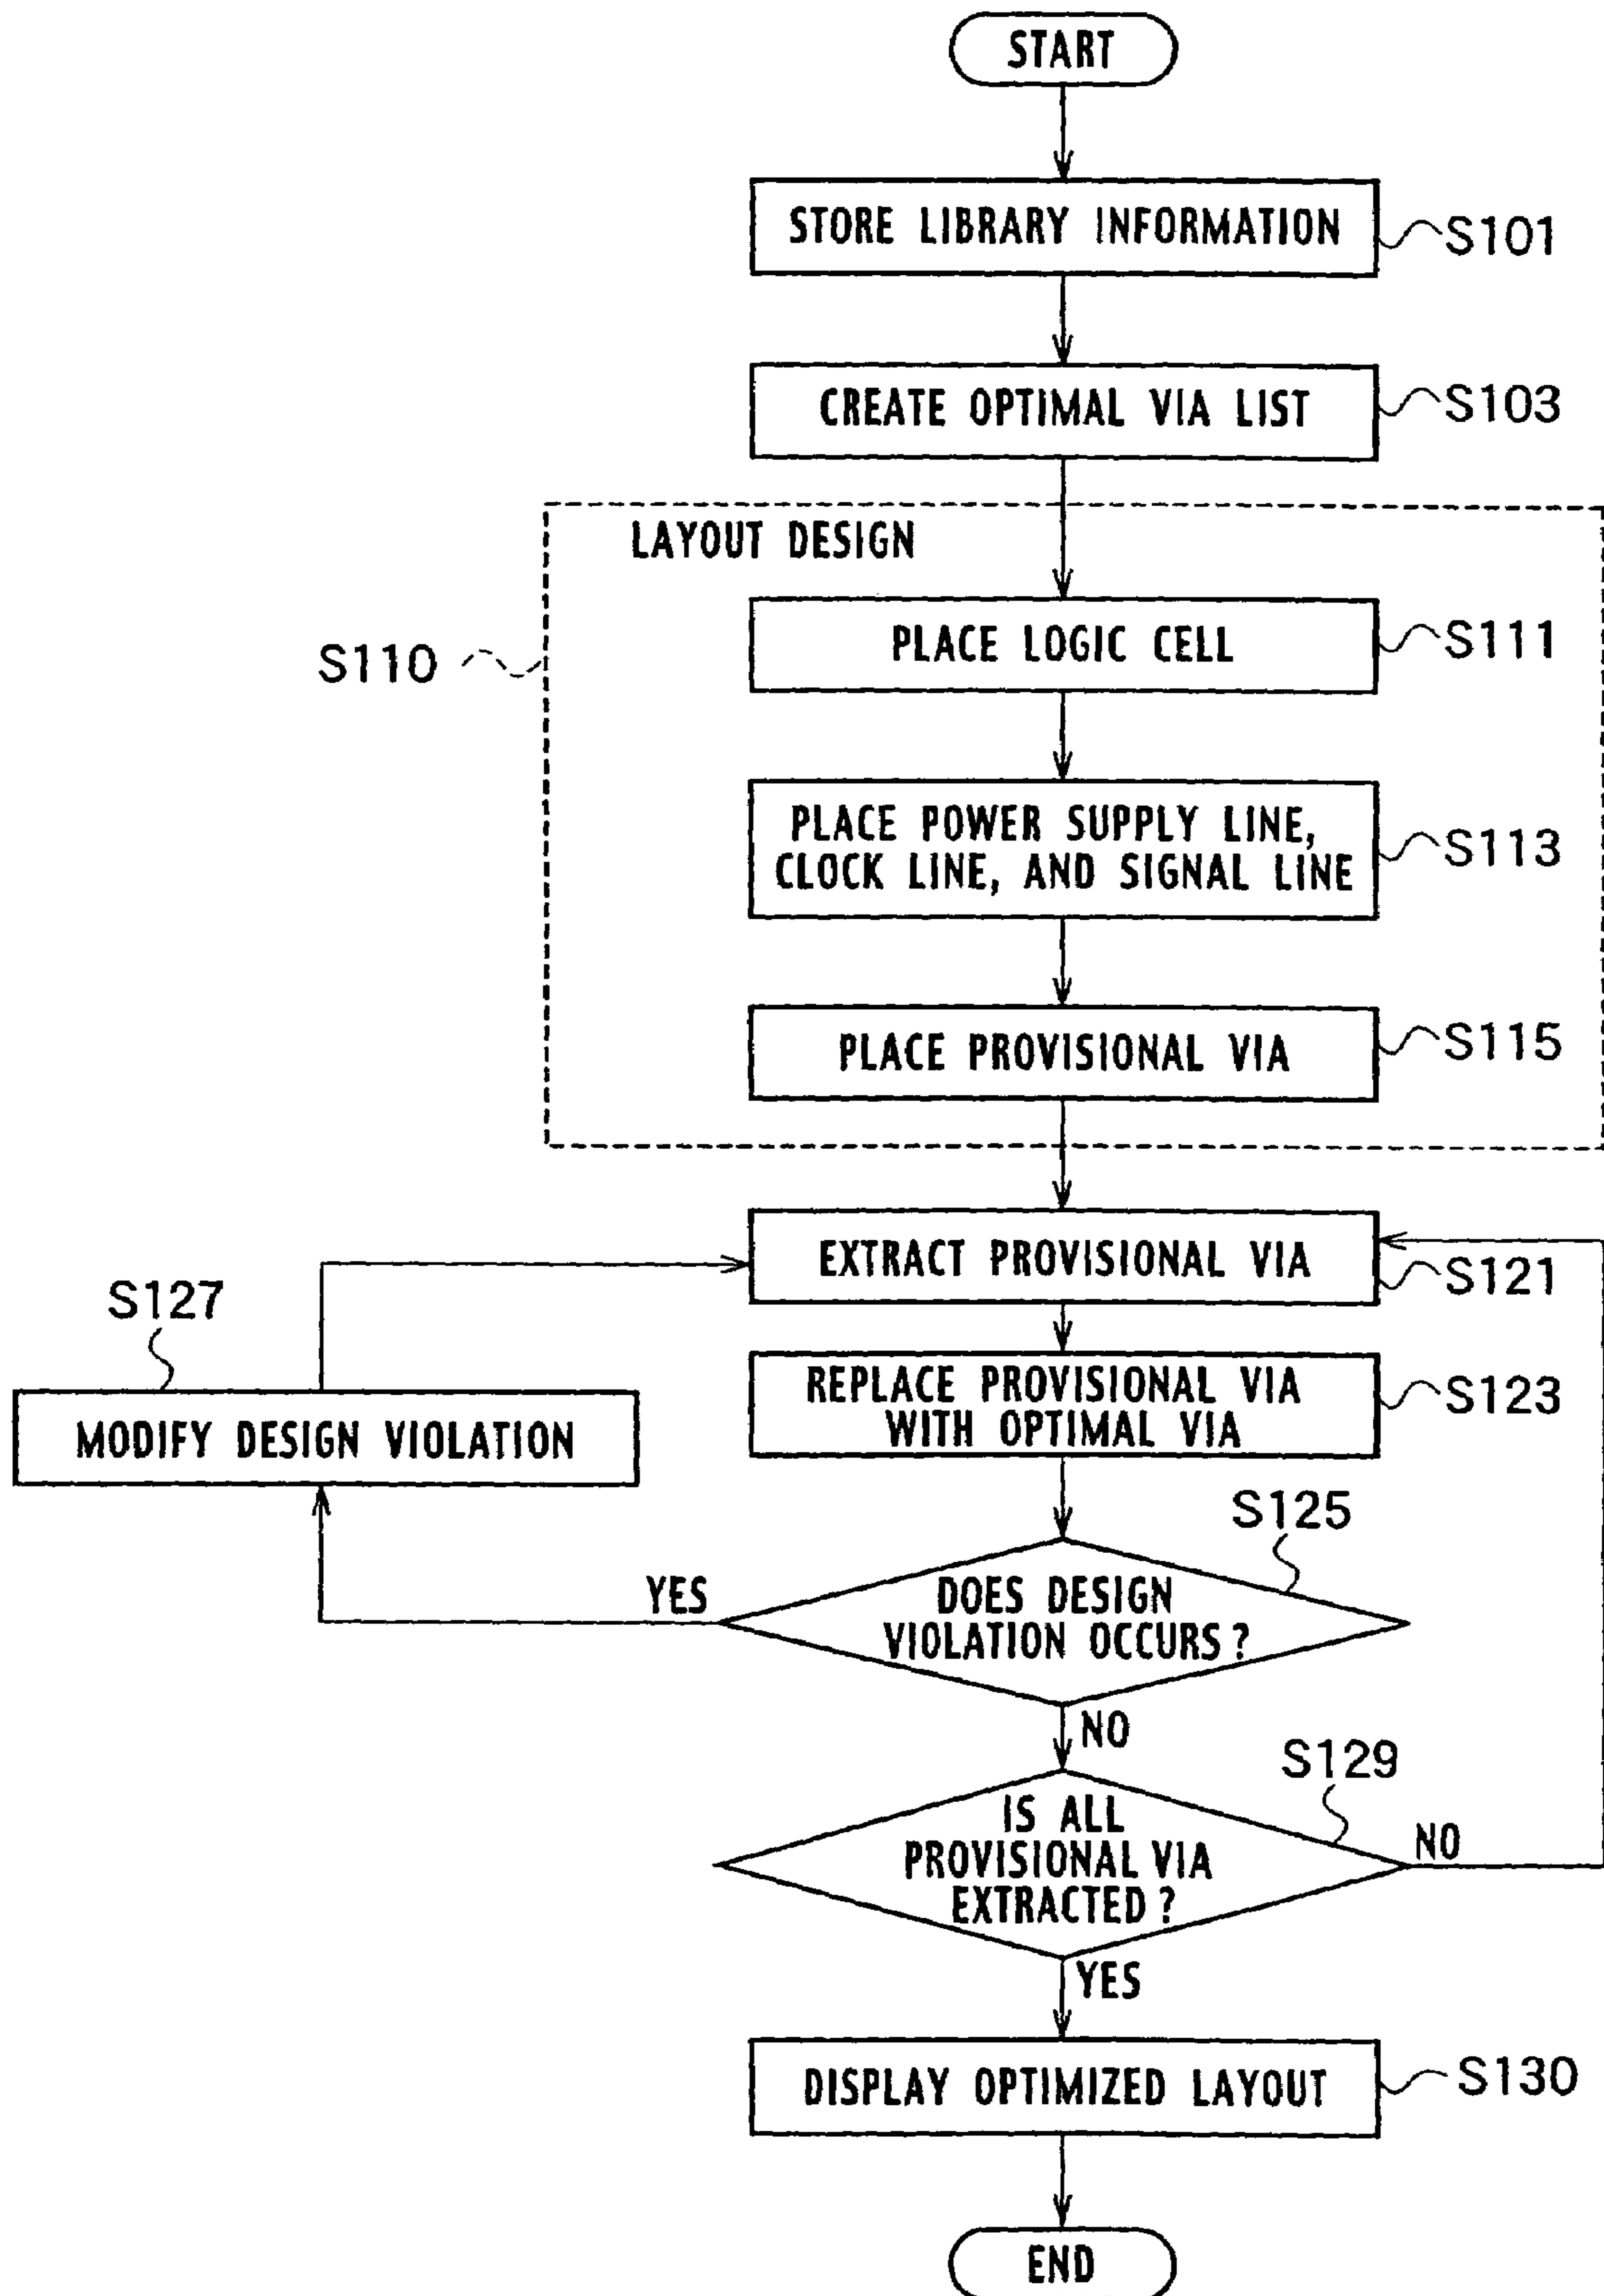 START
STORE LIBRARY INFORMATION
S101
CREATE OPTIMAL VIA LIST
S103
LAYOUT DESIGN
PLACE LOGIC CELL
S111
S110
PLACE POWER SUPPLY LINE,
CLOCK LINE, AND SIGNAL LINE
S113
PLACE PROVISIONAL VIA
S115
EXTRACT PROVISIONAL VIA
S121
S127
REPLACE PROVISIONAL VIA
WITH OPTIMAL VIA
S123
MODIFY DESIGN VIOLATION
S125
YES
DOES DESIGN
VIOLATION OCCURS?
NO
S129
IS ALL
PROVISIONAL VIA
EXTRACTED?
NO
YES
DISPLAY OPTIMIZED LAYOUT
S130
END